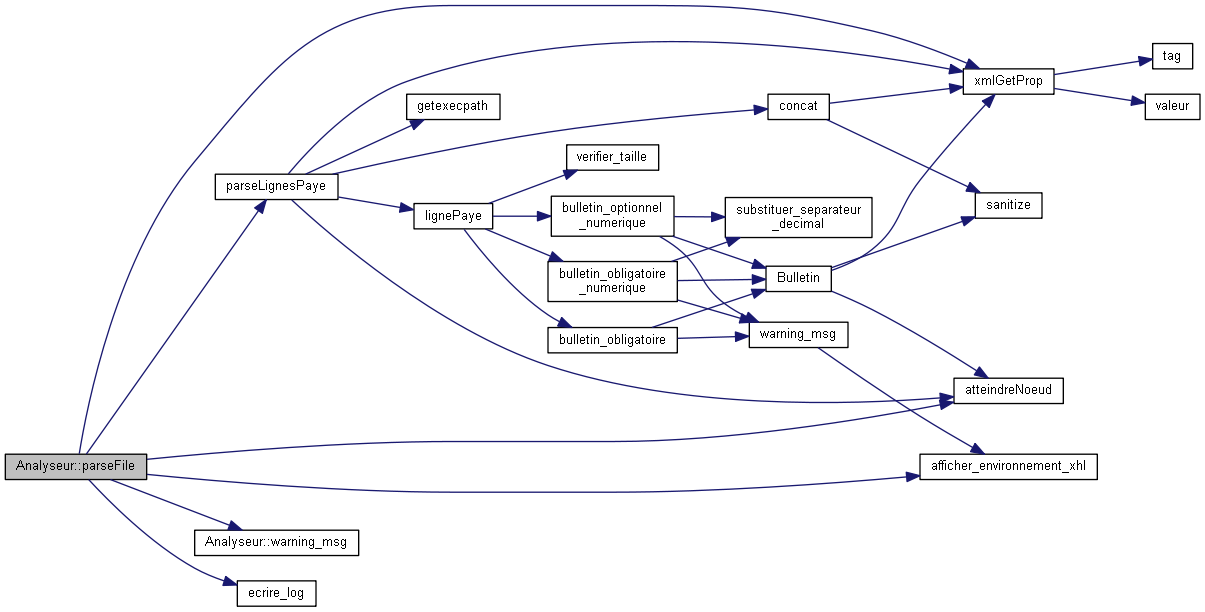 tag
xmlGetProp
valeur
getexecpath
concat
verifier_taille
parseLignesPaye
lignePaye
bulletin_optionnel
_numerique
substituer_separateur
_decimal
sanitize
bulletin_obligatoire
_numerique
Bulletin
bulletin_obligatoire
warning_msg
atteindreNoeud
Analyseur::parseFile
afficher_environnement_xhl
Analyseur::warning_msg
ecrire_log